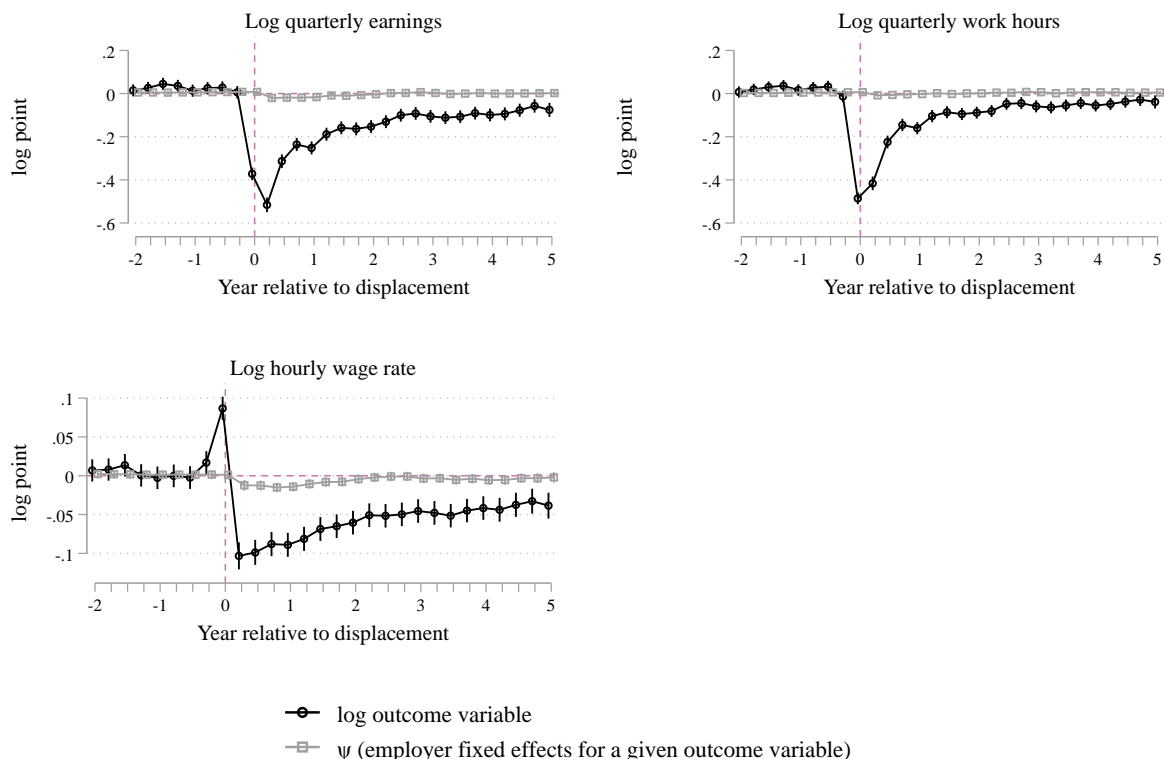 Log quarterly earnings
.2
0
-.2
-.4
-.6
log point
-2 -1 0 1 2 3 4 5
Year relative to displacement
Log quarterly work hours
.2
0
-.2
-.4
-.6
log point
-2 -1 0 1 2 3 4 5
Year relative to displacement
Log hourly wage rate
.1
.05
0
-.05
-.1
log point
-2 -1 0 1 2 3 4 5
Year relative to displacement
log outcome variable
ψ (employer fixed effects for a given outcome variable)